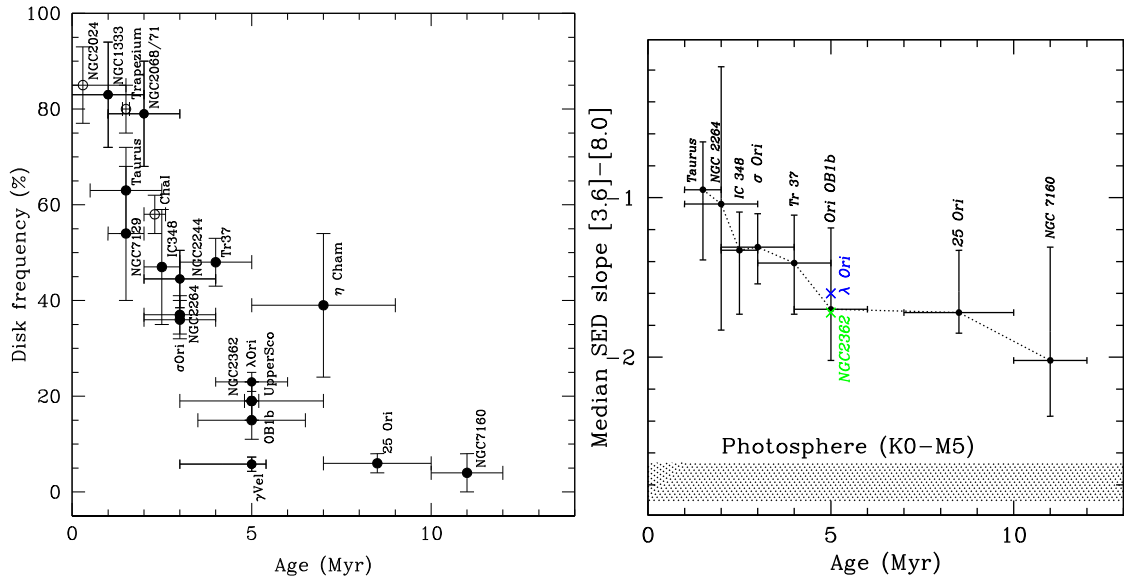 100
80
60
40
20
0
Disk frequency (%)
NGC2024
NGC1333
Trapezium
NGC2068/71
Taurus
ChaI
NGC7129
IC348
NGC2244
Tr37
NGC2264
σOri
η Cham
NGC2362
λOri
UpperSco
OB1b
γVel
25 Ori
NGC7160
0
5
10
Age (Myr)
Median SED slope [3.6]−[8.0]
−1
−2
Taurus
NGC 2264
IC 348
σ Ori
Tr 37
Ori OB1b
λ Ori
NGC2362
25 Ori
NGC 7160
Photosphere (K0−M5)
0
5
10
Age (Myr)